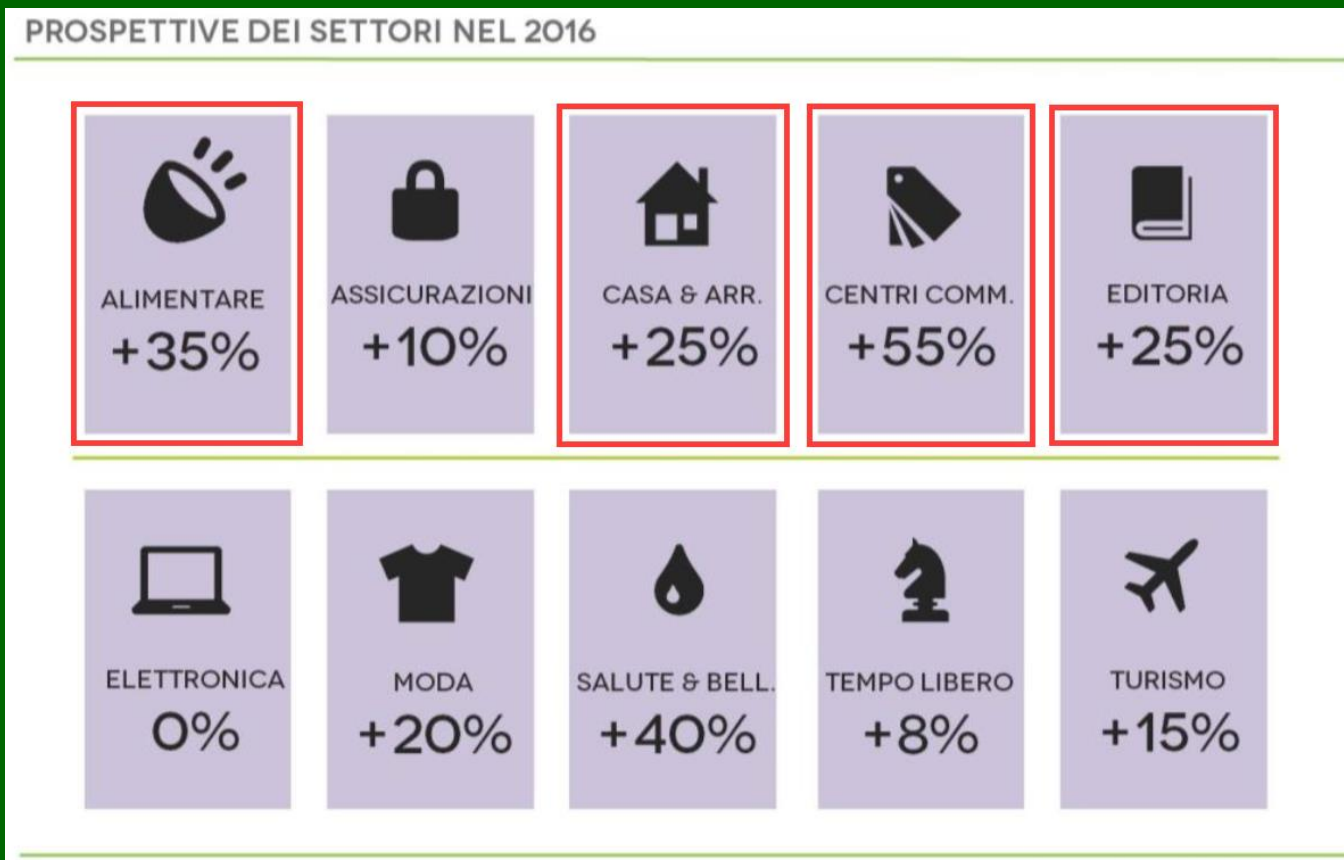 PROSPETTIVE DEI SETTORI NEL 2016
ALIMENTARE
+35%
ASSICURAZIONI
+10%
CASA & ARR.
+25%
CENTRI COMM.
+55%
EDITORIA
+25%
ELETTRONICA
0%
MODA
+20%
SALUTE & BELL.
+40%
TEMPO LIBERO
+8%
TURISMO
+15%